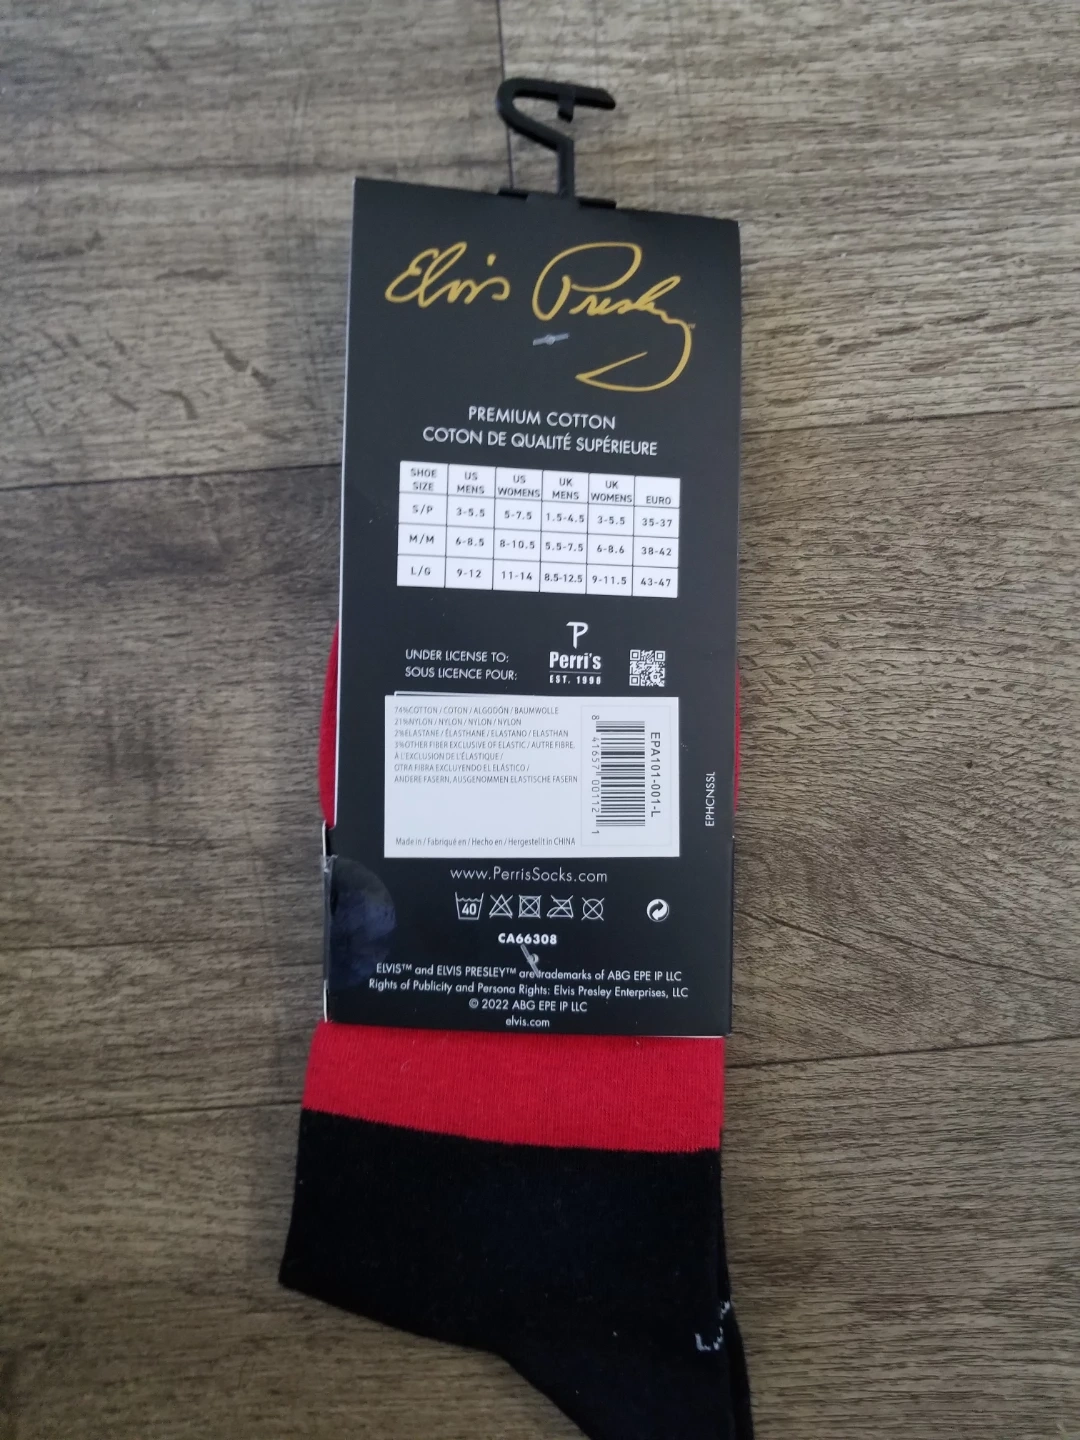 Elvis Presley
PREMIUM COTTON
COTON DE QUALITÉ SUPÉRIEURE
SHOE SIZE US MENS US WOMENS UK MENS UK WOMENS EURO
S/P 3-5.5 5-7.5 1.5-4.5 3-5.5 35-37
M/M 6-8.5 8-10.5 5.5-7.5 6-8.6 38-42
L/G 9-12 11-14 8.5-12.5 9-11.5 43-47
UNDER LICENSE TO:
SOUS LICENCE POUR:
Perri's
EST. 1998
74%COTTON / COTON / ALGODÓN / BAUMWOLLE
21%NYLON / NYLON / NYLON / NYLON
2%ELASTANE / ÉLASTHANE / ELASTANO / ELASTHAN
3%OTHER FIBER EXCLUSIVE OF ELASTIC / AUTRE FIBRE,
À L'EXCLUSION DE L'ÉLASTIQUE /
OTRA FIBRA EXCLUYENDO EL ELÁSTICO /
ANDERE FASERN, AUSGENOMMEN ELASTISCHE FASERN
Made in / Fabriqué en / Hecho en / Hergestellt in CHINA
8 41657 00112 1
EPA101-001-L
EPHCNSSL
www.PerrisSocks.com
40
CA66308
ELVIS™ and ELVIS PRESLEY™ are trademarks of ABG EPE IP LLC
Rights of Publicity and Persona Rights: Elvis Presley Enterprises, LLC
© 2022 ABG EPE IP LLC
elvis.com